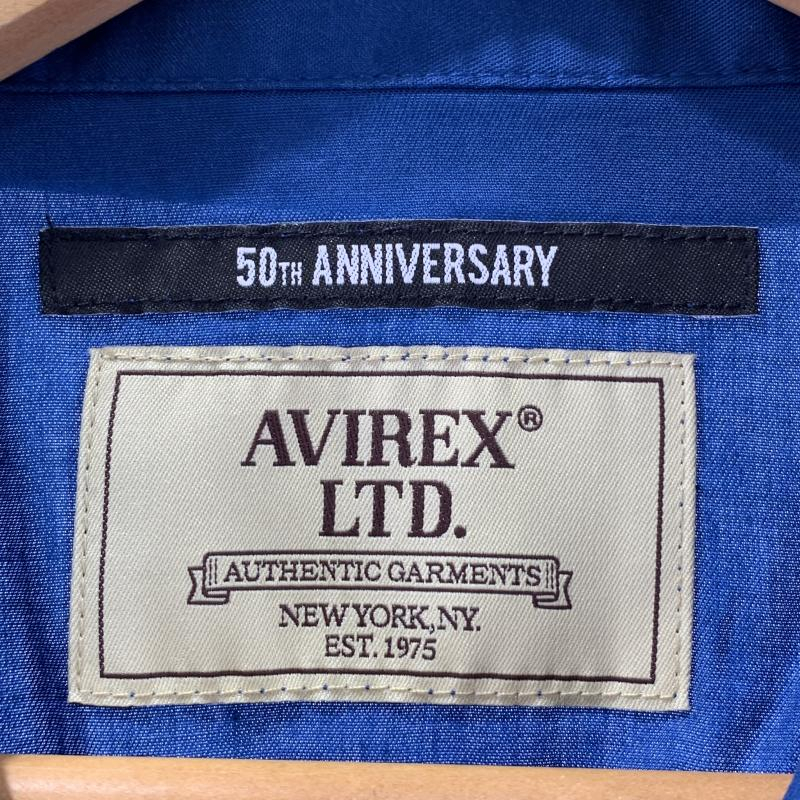 50TH ANNIVERSARY
AVIREX®
LTD.
AUTHENTIC GARMENTS
NEW YORK, NY.
EST. 1975